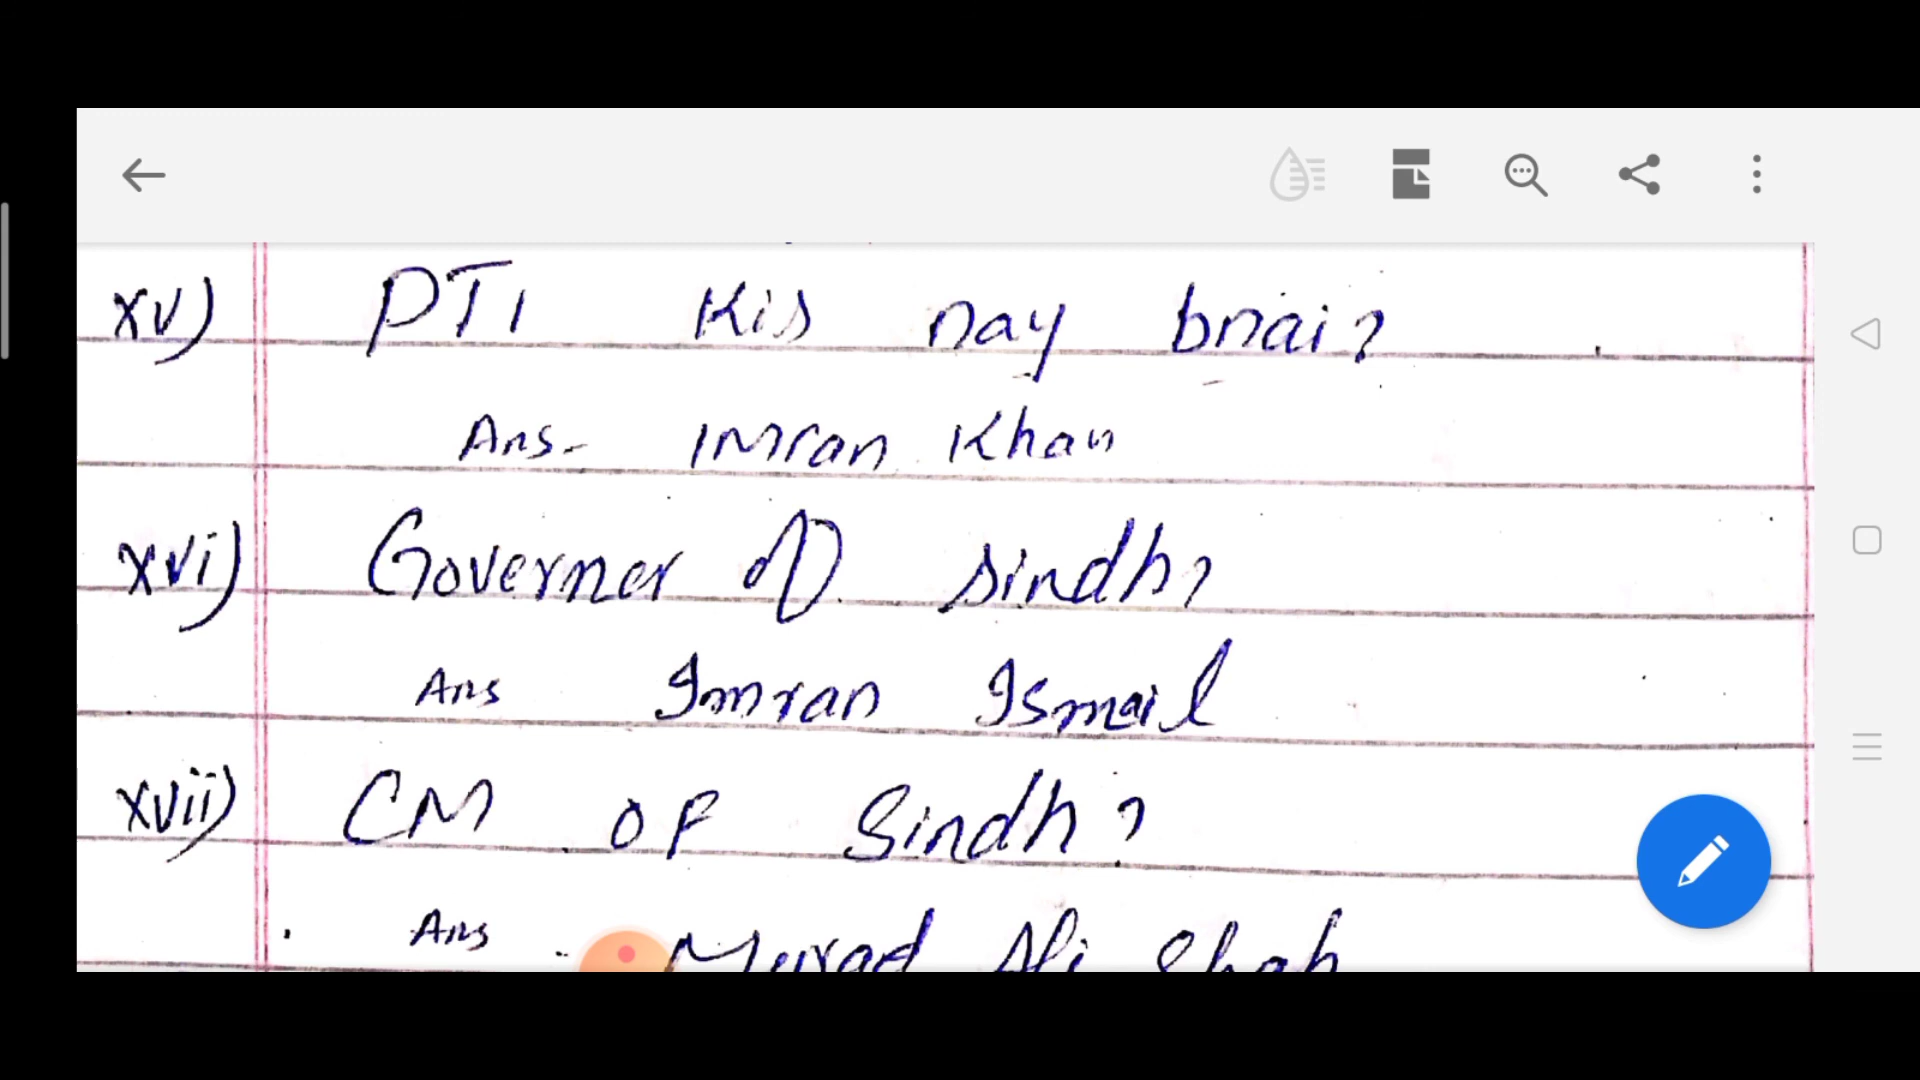 xv) PTI Kis nay bnai?
Ans- Imran Khan
xvi) Governer of sindh?
Ans Imran Ismail
xvii) CM of Sindh?
Ans - Murad Ali Shah